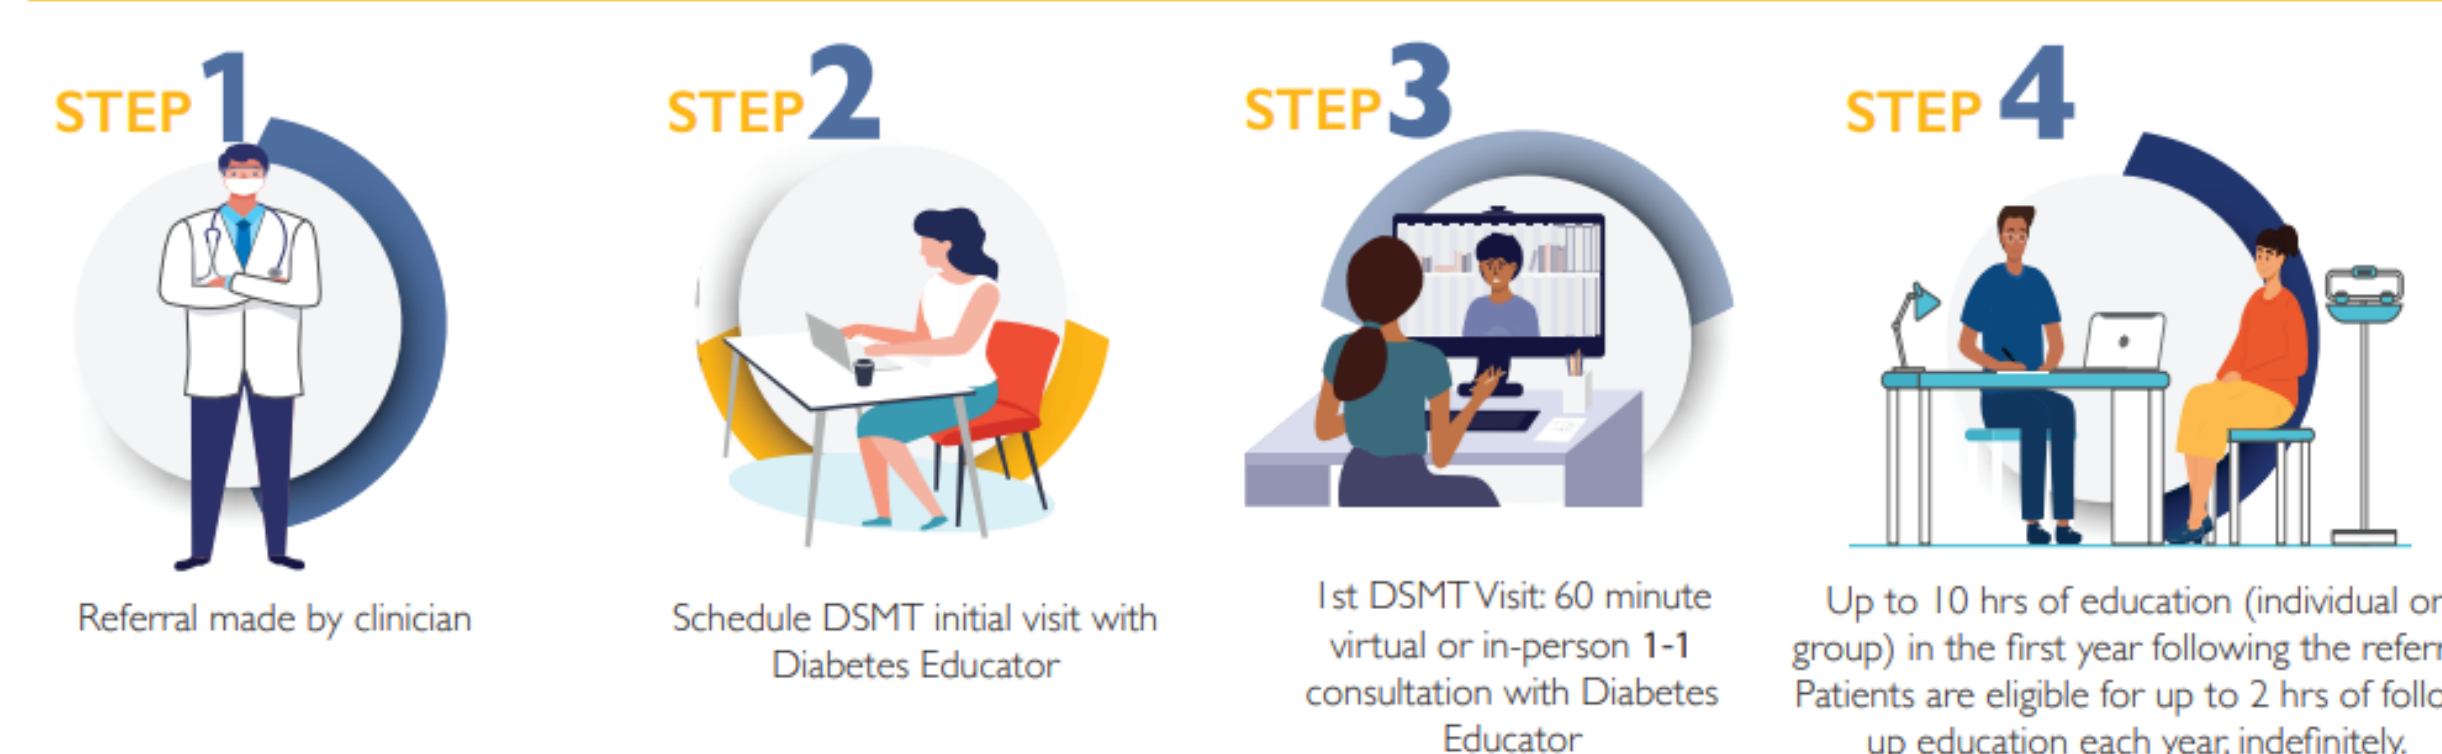 STEP 1
Referral made by clinician
STEP 2
Schedule DSMT initial visit with
Diabetes Educator
STEP 3
1st DSMT Visit: 60 minute
virtual or in-person 1-1
consultation with Diabetes
Educator
STEP 4
Up to 10 hrs of education (individual or
group) in the first year following the
Patients are eligible for up to 2 hrs of
up education each year, indefinitely.